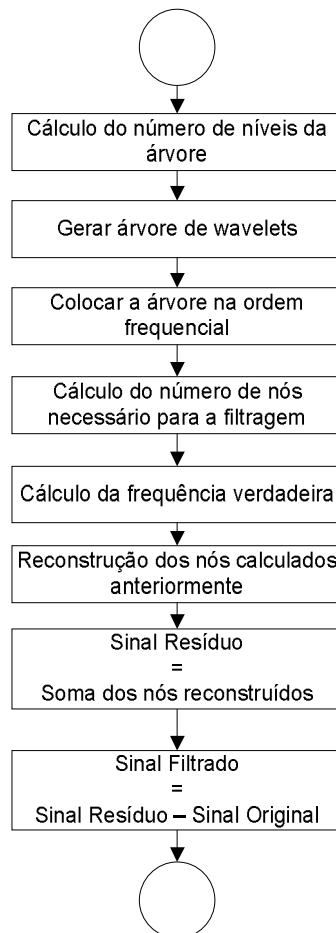 Cálculo do número de níveis da
árvore
Gerar árvore de wavelets
Colocar a árvore na ordem
frequencial
Cálculo do número de nós
necessário para a filtragem
Cálculo da frequência verdadeira
Reconstrução dos nós calculados
anteriormente
Sinal Resíduo
=
Soma dos nós reconstruídos
Sinal Filtrado
=
Sinal Resíduo – Sinal Original